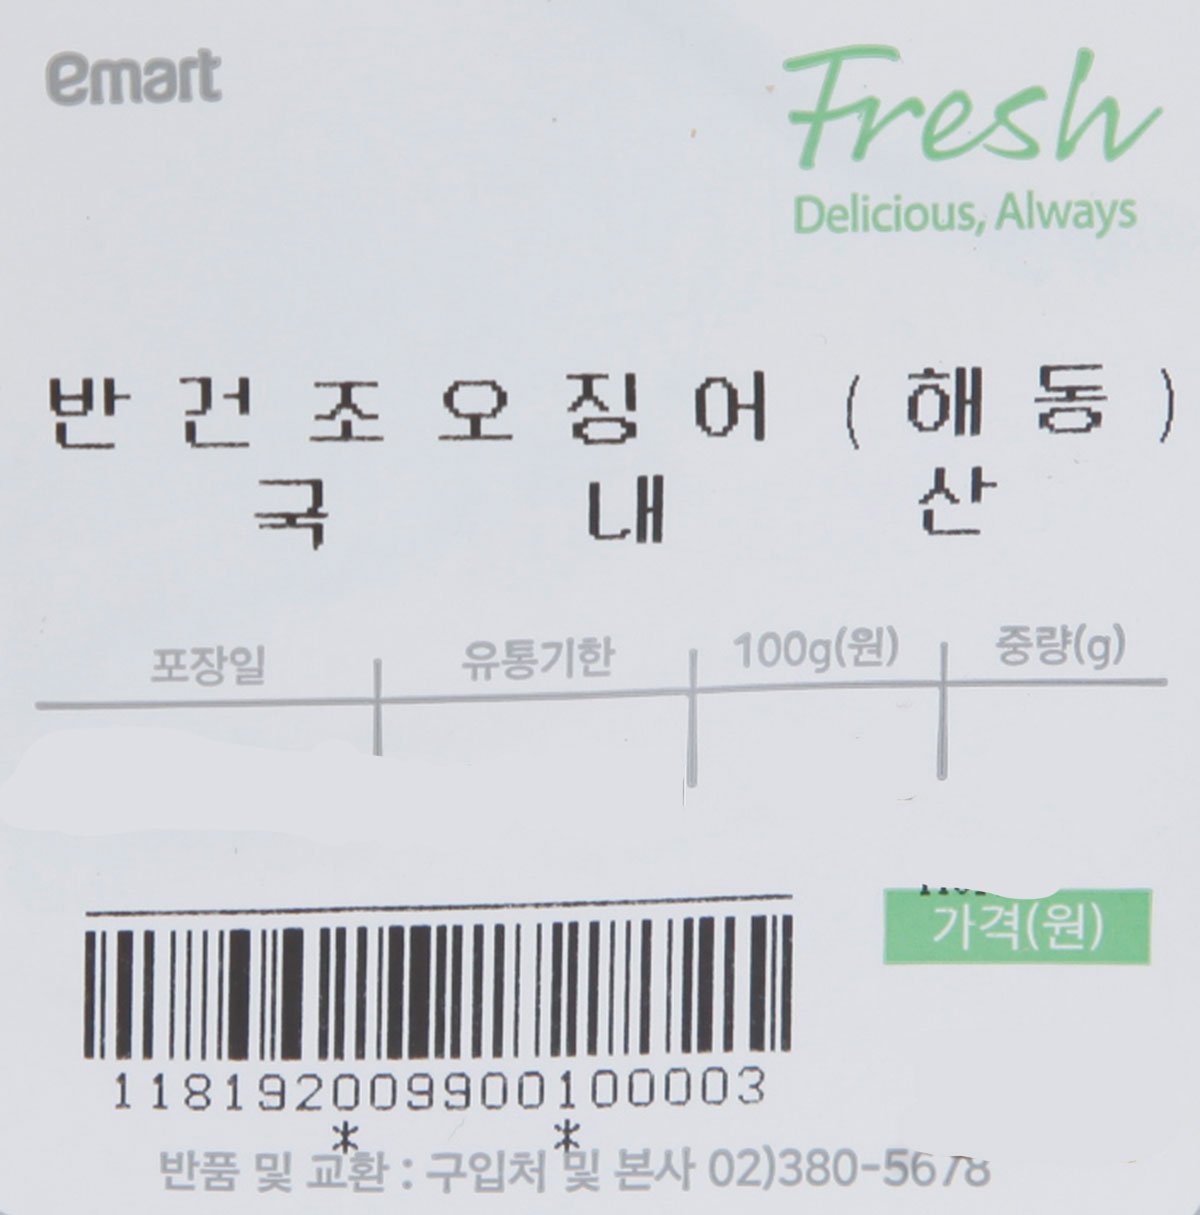 emart
Fresh
Delicious, Always
반건조오징어(해동)
국내산
포장일 유통기한 100g(원) 중량(g)
가격(원)
118192009900100003
* *
반품 및 교환 : 구입처 및 본사 02)380-5678